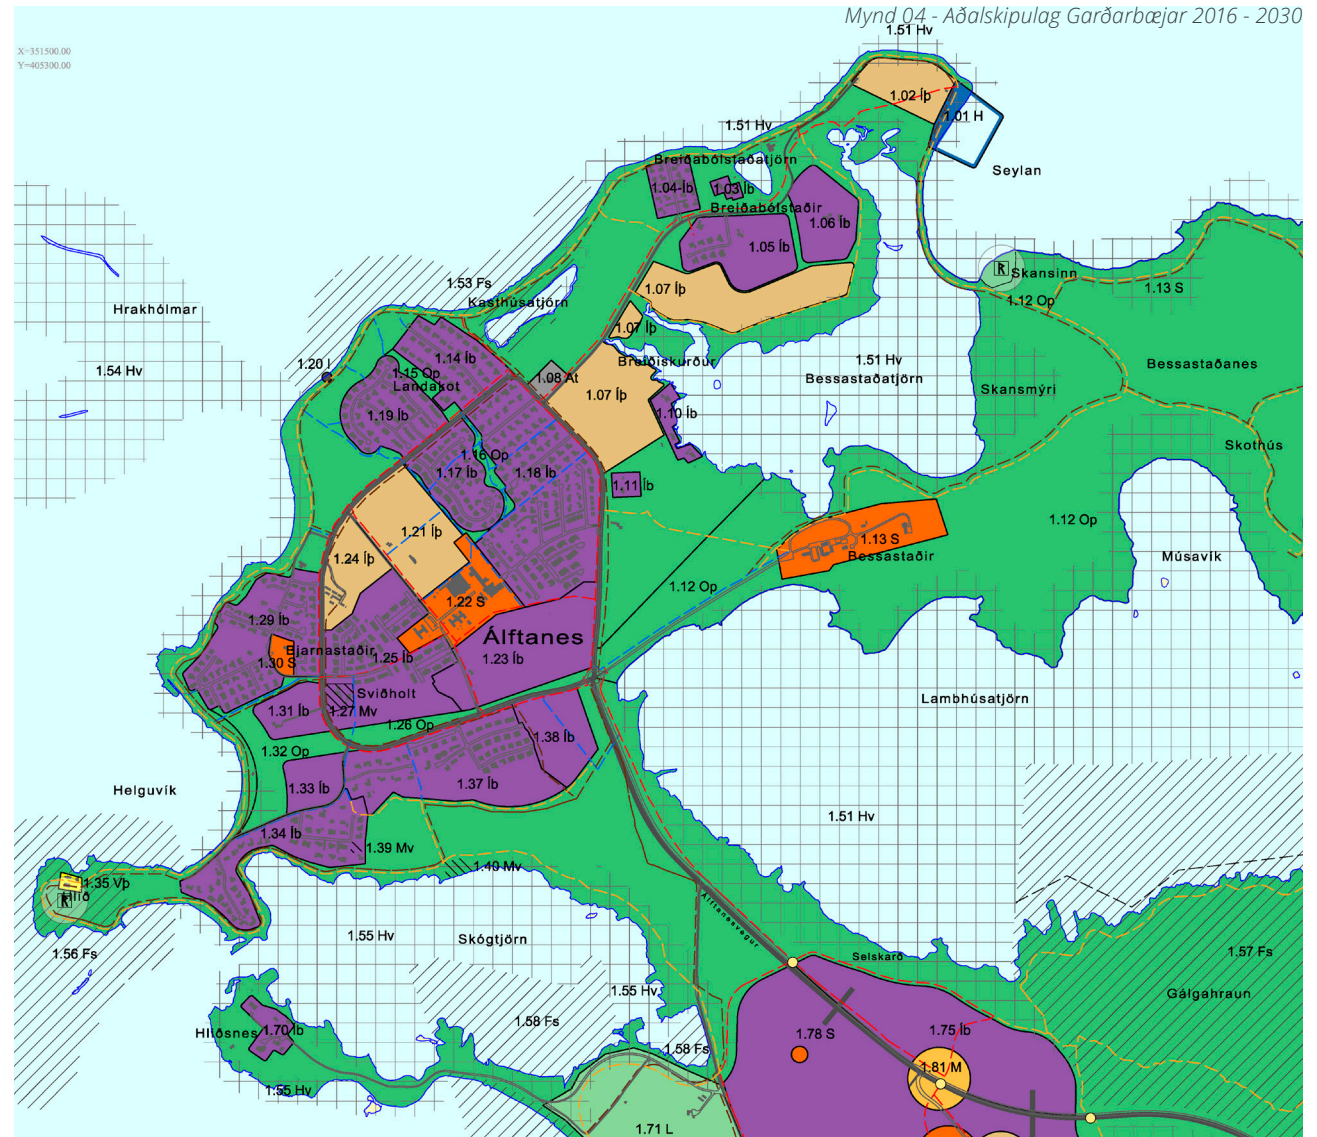 Mynd 04 - Aðalskipulag Garðarbæjar 2016 - 2030
1.51 Hv
X=351500.00
Y=405300.00
1.02 Íþ
1.01 H
1.51 Hv
Breiðabólstaðatjörn
Seylan
1.04 Íb
1.03 Íb
Breiðabólstaðir
1.06 Íb
1.05 Íb
Skansinn
1.53 Fs
1.07 Íþ
1.13 S
1.12 Op
Kasthúsatjörn
Hrakhólmar
1.07 Íþ
1.14 Íb
1.20 I
1.54 Hv
1.15 Op
Landakot
1.08 At
Breiðiskurður
1.51 Hv
Bessastaðatjörn
Bessastaðanes
Skansmýri
1.07 Íþ
1.19 Íb
1.10 Íb
Skothús
1.16 Op
1.17 Íb
1.18 Íb
1.11 Íb
1.12 Op
1.21 Íþ
1.13 S
Bessastaðir
Músavík
1.24 Íþ
1.12 Op
1.22 S
1.29 Íb
Álftanes
Bjarnastaðir
1.25 Íb
1.23 Íb
1.30 S
Sviðholt
Lambhúsatjörn
1.31 Íb
1.27 Mv
1.26 Op
1.38 Íb
1.32 Op
Helguvík
1.33 Íb
1.37 Íb
1.51 Hv
1.34 Íb
1.39 Mv
1.40 Mv
1.35 Vþ
Hlið
Álftanesvegur
1.55 Hv
Skógtjörn
1.56 Fs
Selskarð
1.57 Fs
1.55 Hv
Gálgahraun
1.58 Fs
Hliðsnes
1.70 Íb
1.78 S
1.75 Íb
1.58 Fs
1.81 M
1.55 Hv
1.71 L